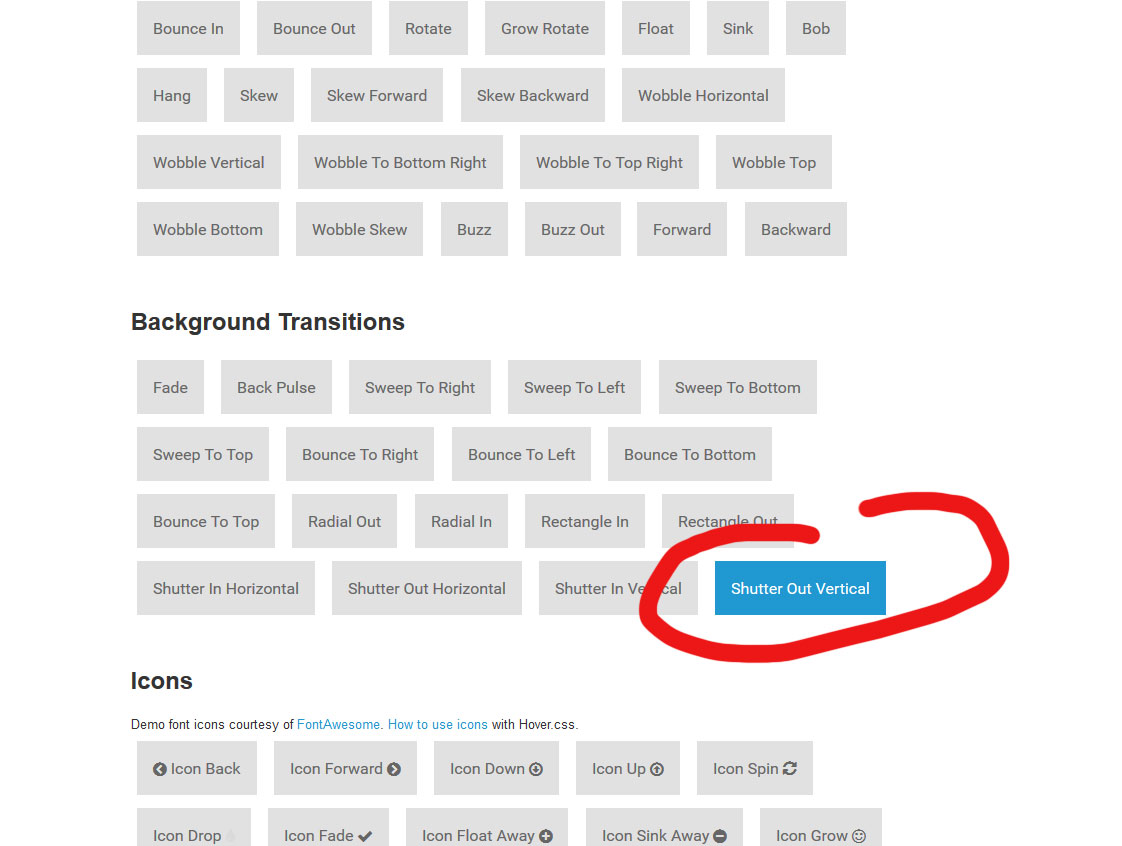 Bounce In Bounce Out Rotate Grow Rotate Float Sink Bob
Hang Skew Skew Forward Skew Backward Wobble Horizontal
Wobble Vertical Wobble To Bottom Right Wobble To Top Right Wobble Top
Wobble Bottom Wobble Skew Buzz Buzz Out Forward Backward
Background Transitions
Fade Back Pulse Sweep To Right Sweep To Left Sweep To Bottom
Sweep To Top Bounce To Right Bounce To Left Bounce To Bottom
Bounce To Top Radial Out Radial In Rectangle In Rectangle Out
Shutter In Horizontal Shutter Out Horizontal Shutter In Vertical Shutter Out Vertical
Icons
Demo font icons courtesy of FontAwesome. How to use icons with Hover.css.
Icon Back Icon Forward Icon Down Icon Up Icon Spin
Icon Drop Icon Fade Icon Float Away Icon Sink Away Icon Grow